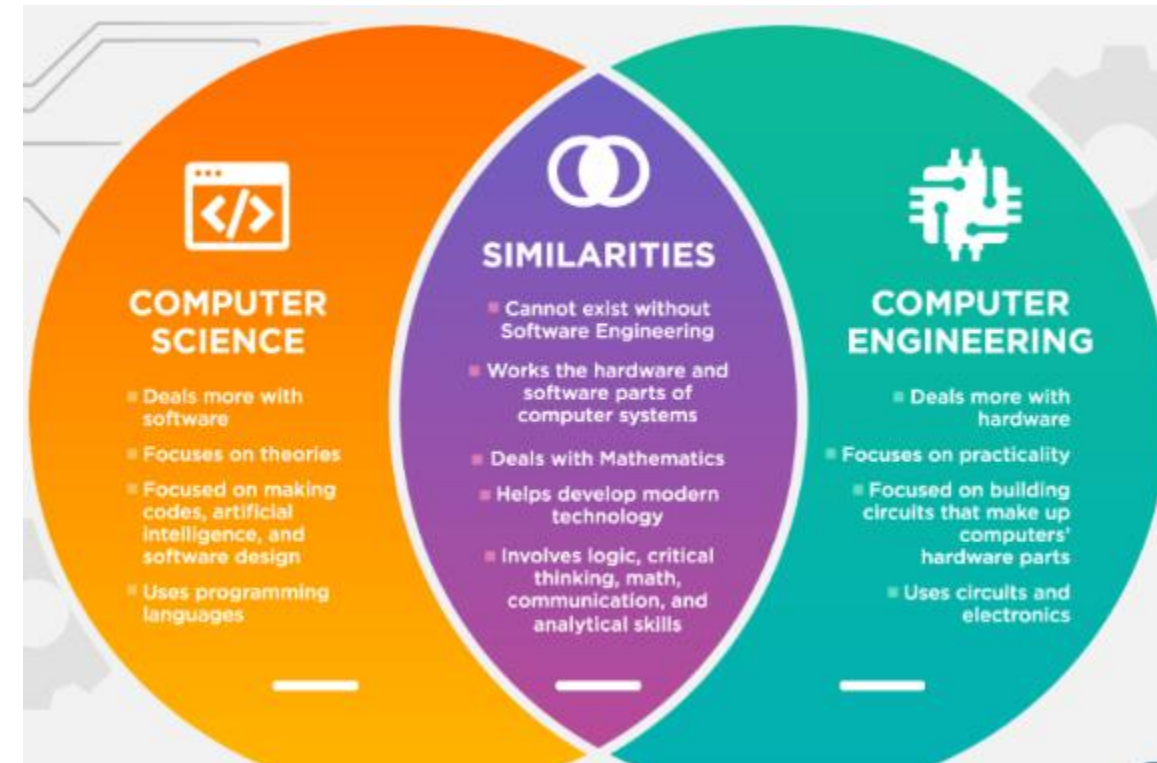 COMPUTER
SCIENCE
Deals more with
software
Focuses on theories
Focused on making
codes, artificial
intelligence, and
software design
Uses programming
languages
SIMILARITIES
Cannot exist without
Software Engineering
Works the hardware and
software parts of
computer systems
Deals with Mathematics
Helps develop modern
technology
Involves logic, critical
thinking, math,
communication, and
analytical skills
COMPUTER
ENGINEERING
Deals more with
hardware
Focuses on practicality
Focused on building
circuits that make up
computers'
hardware parts
Uses circuits and
electronics